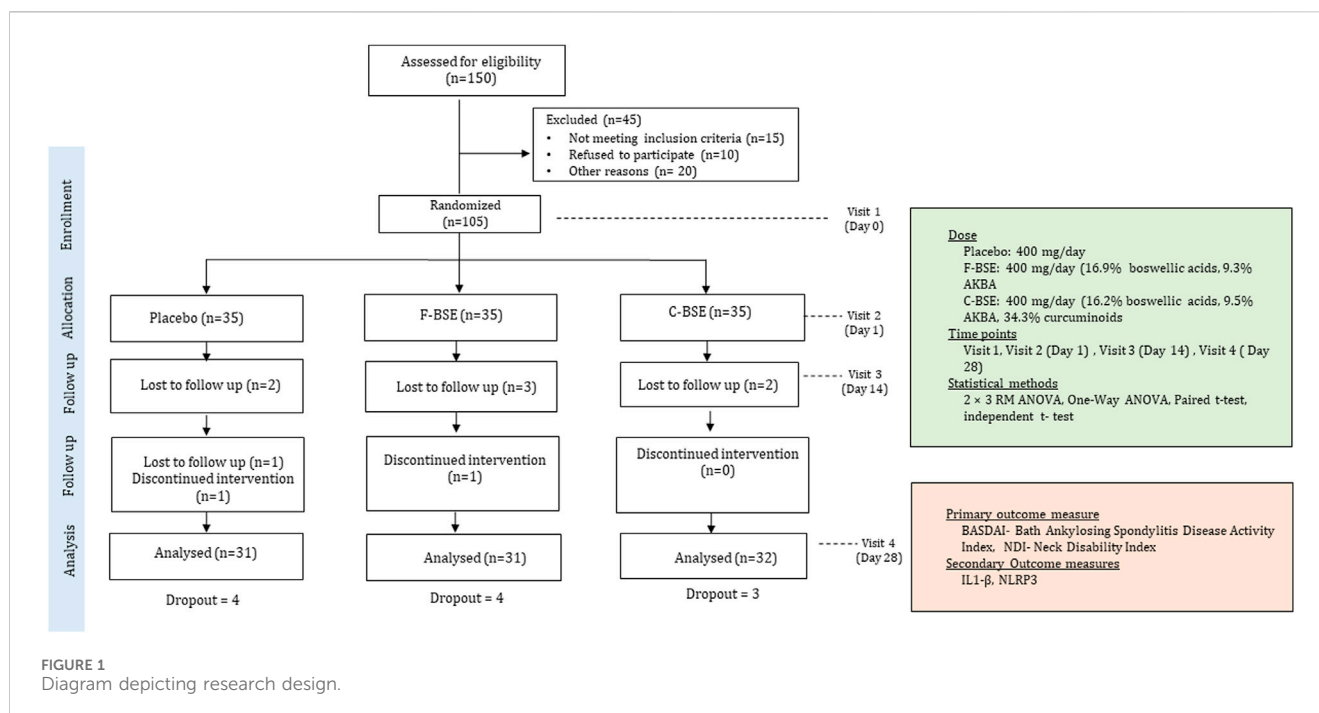 Assessed for eligibility
(n=150)
Excluded (n=45)
• Not meeting inclusion criteria (n=15)
• Refused to participate (n=10)
• Other reasons (n= 20)
Enrollment
Randomized
(n=105)
Visit 1
(Day 0)
Allocation
Placebo (n=35)
F-BSE (n=35)
C-BSE (n=35)
Visit 2
(Day 1)
Follow up
Lost to follow up (n=2)
Lost to follow up (n=3)
Lost to follow up (n=2)
Visit 3
(Day 14)
Follow up
Lost to follow up (n=1)
Discontinued intervention
(n=1)
Discontinued intervention
(n=1)
Discontinued intervention
(n=0)
Analysis
Analysed (n=31)
Analysed (n=31)
Analysed (n=32)
Visit 4
(Day 28)
Dropout = 4
Dropout = 4
Dropout = 3
Dose
Placebo: 400 mg/day
F-BSE: 400 mg/day (16.9% boswellic acids, 9.3%
AKBA
C-BSE: 400 mg/day (16.2% boswellic acids, 9.5%
AKBA, 34.3% curcuminoids
Time points
Visit 1, Visit 2 (Day 1) , Visit 3 (Day 14) , Visit 4 ( Day
28)
Statistical methods
2 × 3 RM ANOVA, One-Way ANOVA, Paired t-test,
independent t- test
Primary outcome measure
BASDAI- Bath Ankylosing Spondylitis Disease Activity
Index, NDI- Neck Disability Index
Secondary Outcome measures
IL1-β, NLRP3
FIGURE 1
Diagram depicting research design.